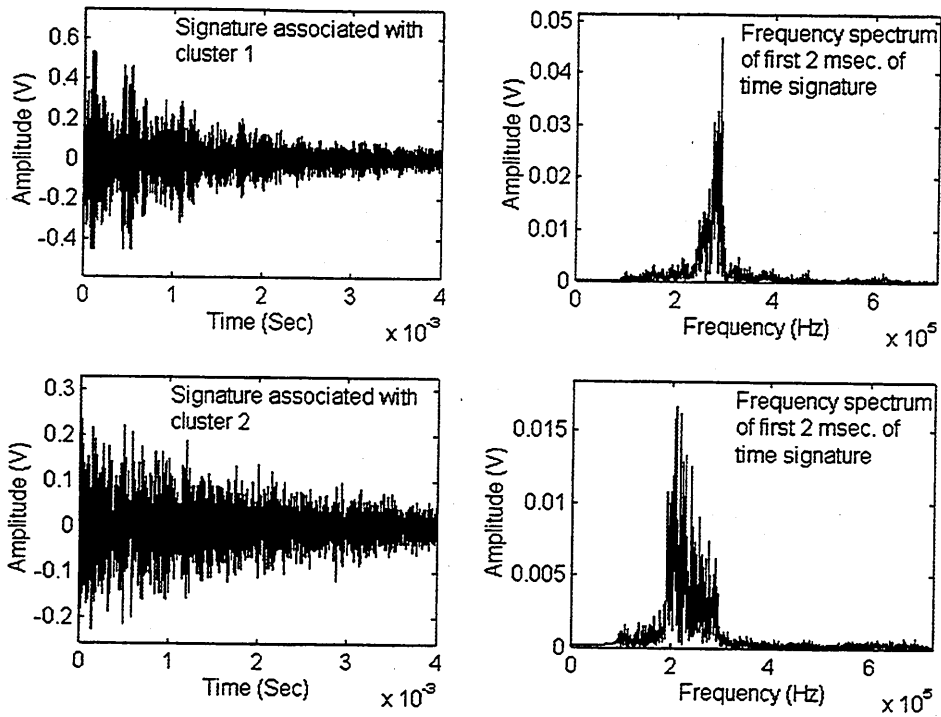 Signature associated with
cluster 1
Amplitude (V)
0.6
0.4
0.2
0
-0.2
-0.4
0
1
2
3
4
Time (Sec)
x 10⁻³
Frequency spectrum
of first 2 msec. of
time signature
Amplitude (V)
0.05
0.04
0.03
0.02
0.01
0
0
2
4
6
Frequency (Hz)
x 10⁵
Signature associated with
cluster 2
Amplitude (V)
0.3
0.2
0.1
0
-0.1
-0.2
0
1
2
3
4
Time (Sec)
x 10⁻³
Frequency spectrum
of first 2 msec. of
time signature
Amplitude (V)
0.015
0.01
0.005
0
0
2
4
6
Frequency (Hz)
x 10⁵